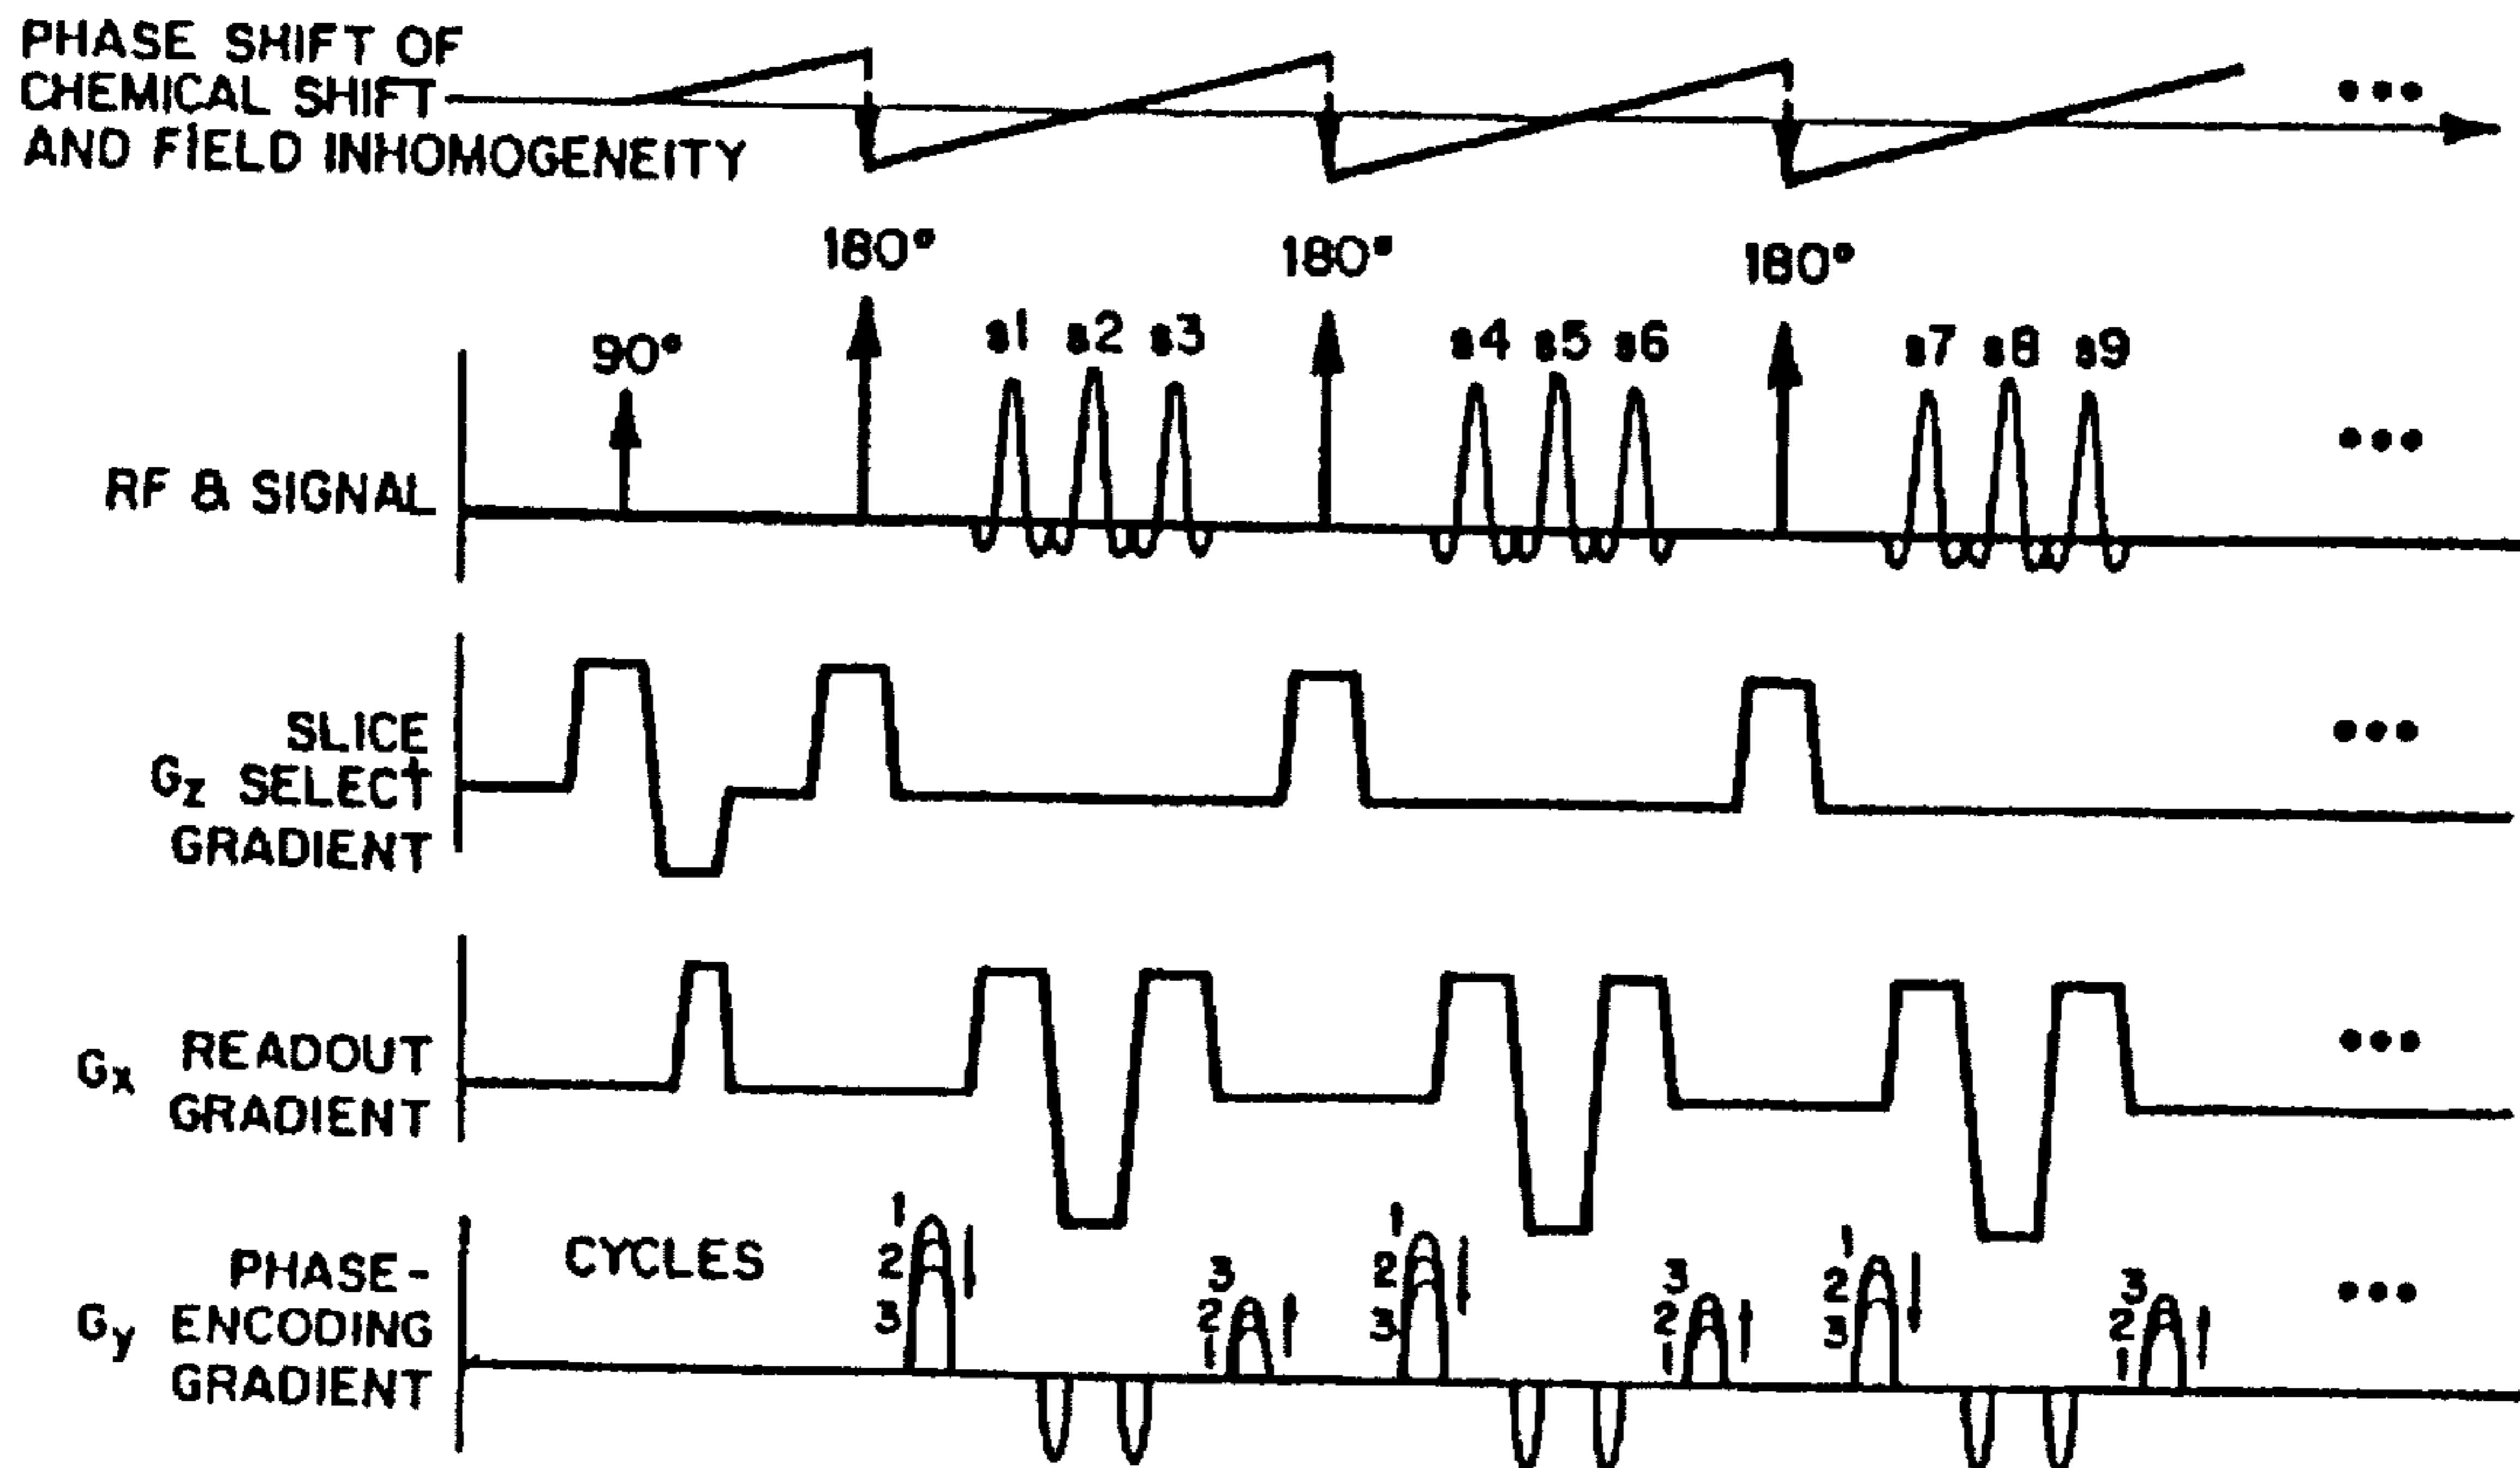 PHASE SHIFT OF
CHEMICAL SHIFT
AND FIELD INHOMOGENEITY
180° 180° 180°
90° s1 s2 s3 s4 s5 s6 s7 s8 s9
RF & SIGNAL
SLICE
Gz SELECT
GRADIENT
READOUT
Gx
GRADIENT
CYCLES
PHASE-
Gy ENCODING
GRADIENT
1 2 3
3 2 1
1 2 3
3 2 1
1 2 3
3 2 1